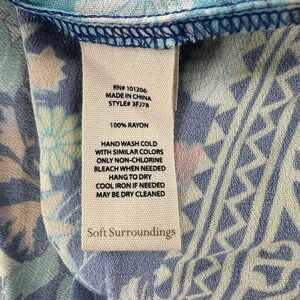 RN# 101206
MADE IN CHINA
STYLE# 3FJ78
100% RAYON
HAND WASH COLD
WITH SIMILAR COLORS
ONLY NON-CHLORINE
BLEACH WHEN NEEDED
HANG TO DRY
COOL IRON IF NEEDED
MAY BE DRY CLEANED
Soft Surroundings